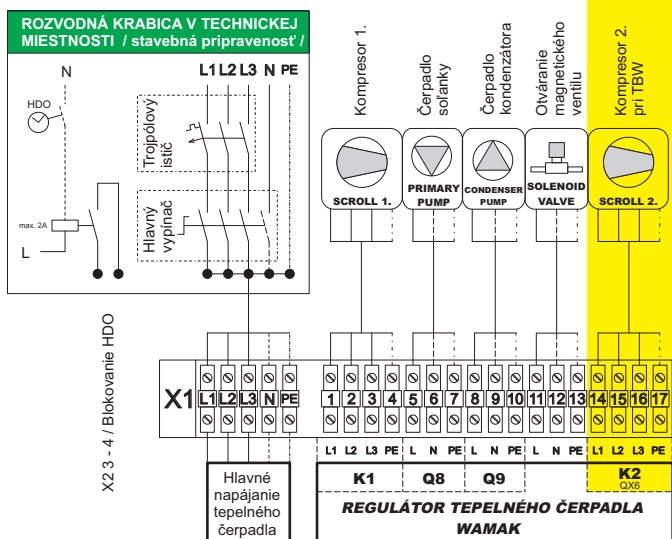 ROZVODNÁ KRABICA V TECHNICKEJ
MIESTNOSTI / stavebná pripravenosť /
N
L1 L2 L3 N PE
HDO
Trojpólový
istič
Hlavný
vypínač
max. 2A
L
X2 3 - 4 / Blokovanie HDO
Kompresor 1.
Čerpadlo
soľanky
Čerpadlo
kondenzátora
Otváranie
magnetického
ventilu
Kompresor 2.
pri TBW
SCROLL 1.
PRIMARY
PUMP
CONDENSER
PUMP
SOLENOID
VALVE
SCROLL 2.
X1 L1 L2 L3 N PE 1 2 3 4 5 6 7 8 9 10 11 12 13 14 15 16 17
L1 L2 L3 PE L N PE L N PE L N PE L1 L2 L3 PE
K1 Q8 Q9 K2
QX6
Hlavné
napájanie
tepelného
čerpadla
REGULÁTOR TEPELNÉHO ČERPADLA
WAMAK